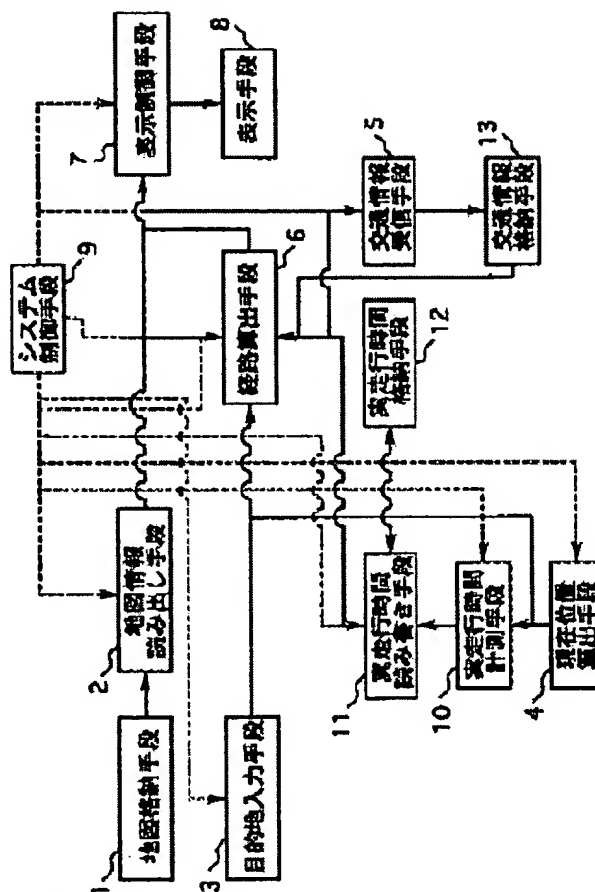 1
地図格納手段
2
地図情報
読み出し手段
3
目的地入力手段
システム
制御手段
9
7
表示制御手段
表示手段
8
経路算出手段
6
交通情報
受信手段
5
交通情報
格納手段
13
実走行時間
格納手段
12
11
実走行時間
読み書き手段
10
実走行時間
計測手段
4
現在位置
算出手段